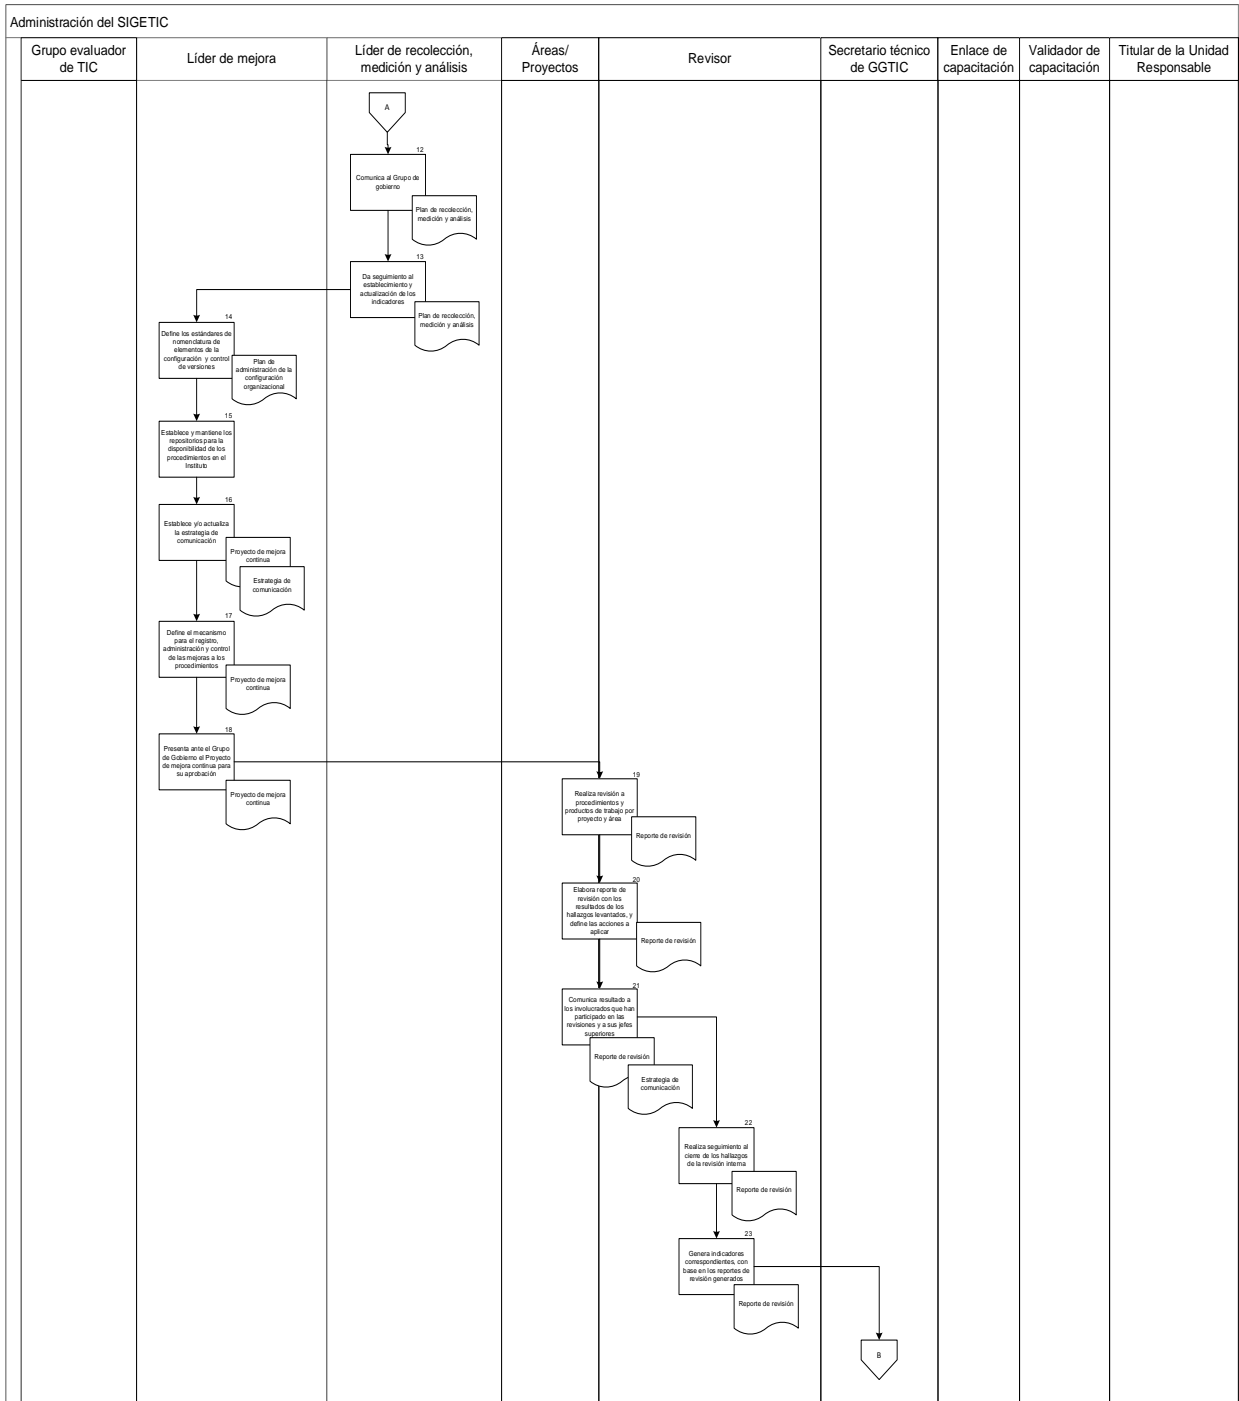 Administración del SIGETIC
Grupo evaluador
de TIC
Líder de mejora
Líder de recolección,
medición y análisis
Áreas/
Proyectos
Revisor
Secretario técnico
de GGTIC
Enlace de
capacitación
Validador de
capacitación
Titular de la Unidad
Responsable
A
12
Comunica al Grupo de
gobierno
Plan de recolección,
medición y análisis
13
Da seguimiento al
establecimiento y
actualización de los
indicadores
Plan de recolección,
medición y análisis
14
Define los estándares de
nomenclatura de
elementos de la
configuración y control
de versiones
Plan de
administración de la
configuración
organizacional
15
Establece y mantiene los
repositorios para la
disponibilidad de los
procedimientos en el
Instituto
16
Establece y/o actualiza
la estrategia de
comunicación
Proyecto de mejora
continua
Estrategia de
comunicación
17
Define el mecanismo
para el registro,
administración y control
de las mejoras a los
procedimientos
Proyecto de mejora
continua
18
Presenta ante el Grupo
de Gobierno el Proyecto
de mejora continua para
su aprobación
Proyecto de mejora
continua
19
Realiza revisión a
procedimientos y
productos de trabajo por
proyecto y área
Reporte de revisión
20
Elabora reporte de
revisión con los
resultados de los
hallazgos levantados, y
define las acciones a
aplicar
Reporte de revisión
21
Comunica resultado a
los involucrados que han
participado en las
revisiones y a sus jefes
superiores
Reporte de revisión
Estrategia de
comunicación
22
Realiza seguimiento al
cierre de los hallazgos
de la revisión interna
Reporte de revisión
23
Genera indicadores
correspondientes, con
base en los reportes de
revisión generados
Reporte de revisión
B